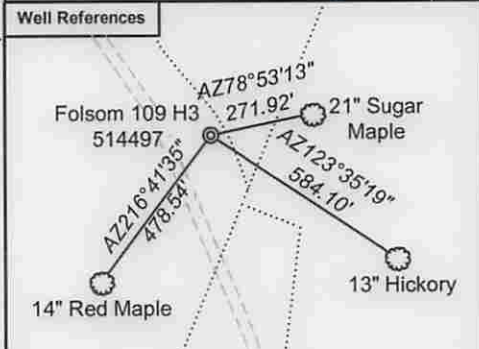 Well References
AZ78°53'13"
271.92'
21" Sugar
Maple
Folsom 109 H3
514497
AZ123°35'19"
584.10'
AZ216°41'35"
478.54'
13" Hickory
14" Red Maple